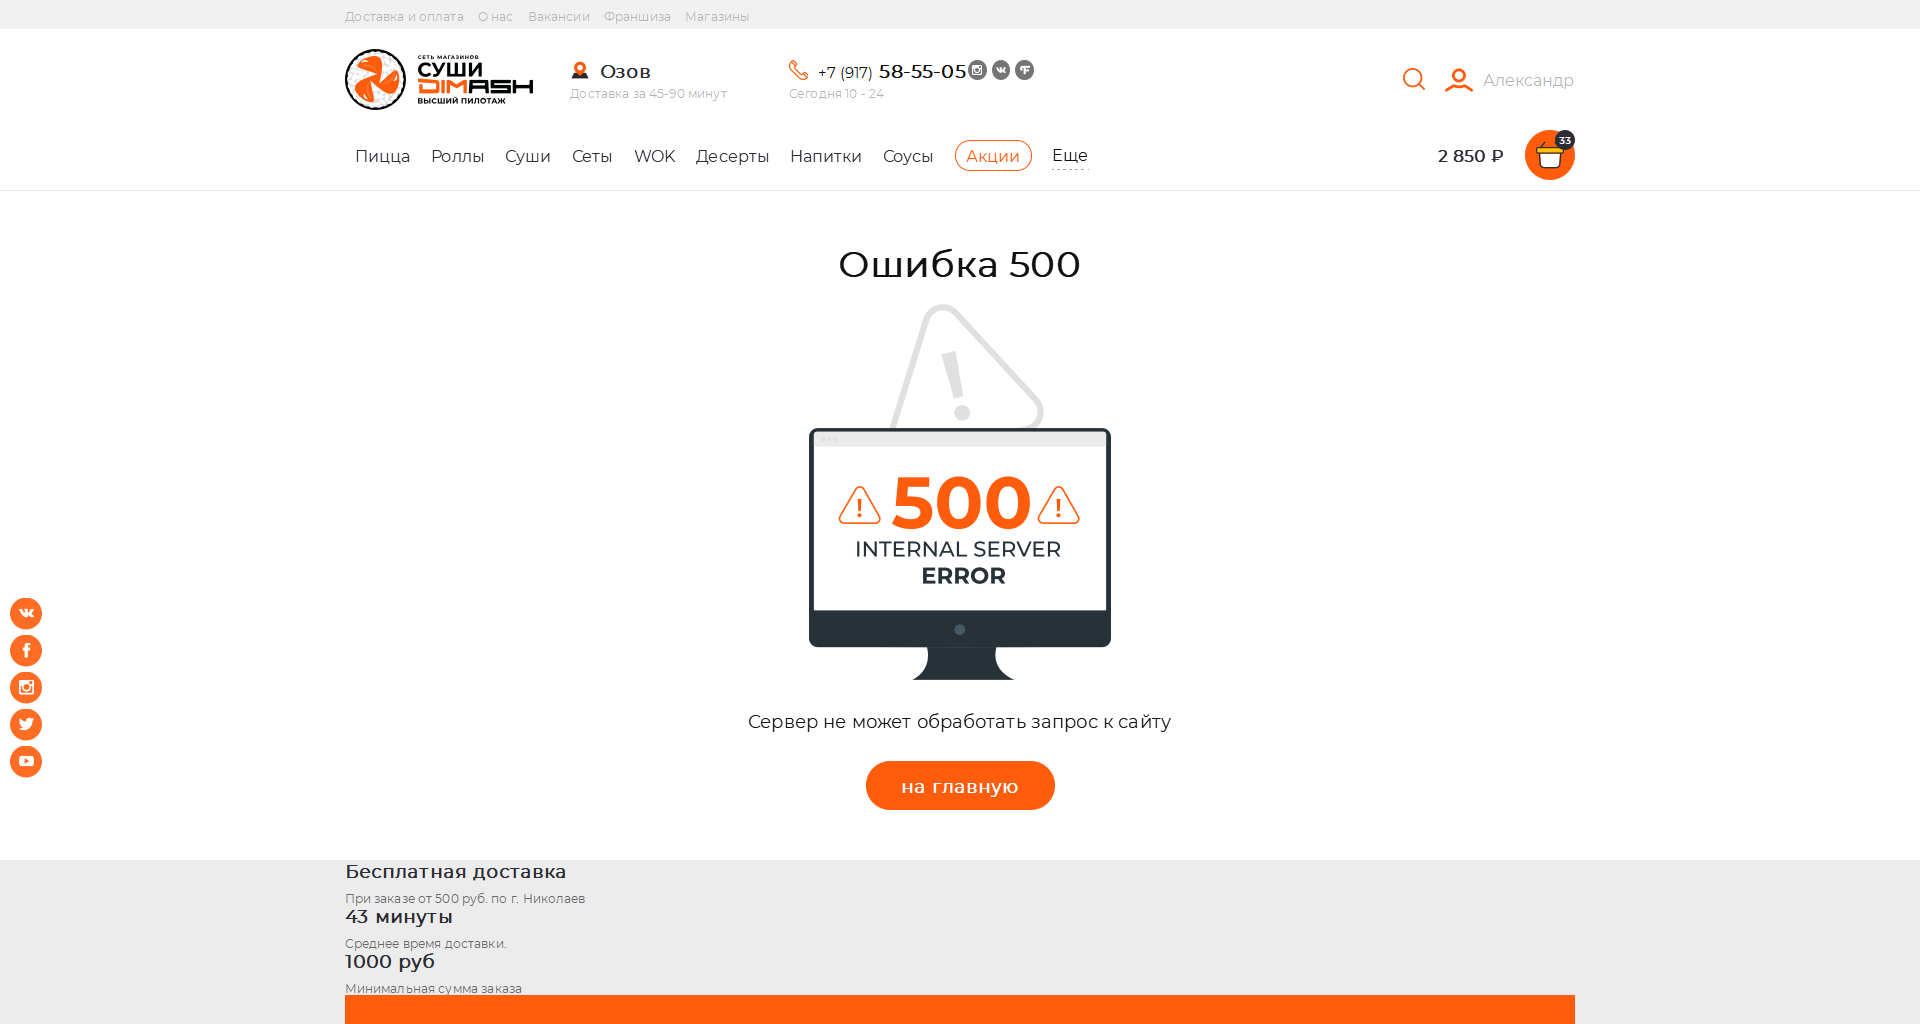 Доставка и оплата О нас Вакансии Франшиза Магазины
СЕТЬ МАГАЗИНОВ
СУШИ
DIMASH
ВЫСШИЙ ПИЛОТАЖ
Озов
Доставка за 45-90 минут
+7 (917) 58-55-05
Сегодня 10 - 24
Александр
Пицца Роллы Суши Сеты WOK Десерты Напитки Соусы Акции Еще
2 850 ₽
33
Ошибка 500
500
INTERNAL SERVER
ERROR
Сервер не может обработать запрос к сайту
на главную
Бесплатная доставка
При заказе от 500 руб. по г. Николаев
43 минуты
Среднее время доставки.
1000 руб
Минимальная сумма заказа